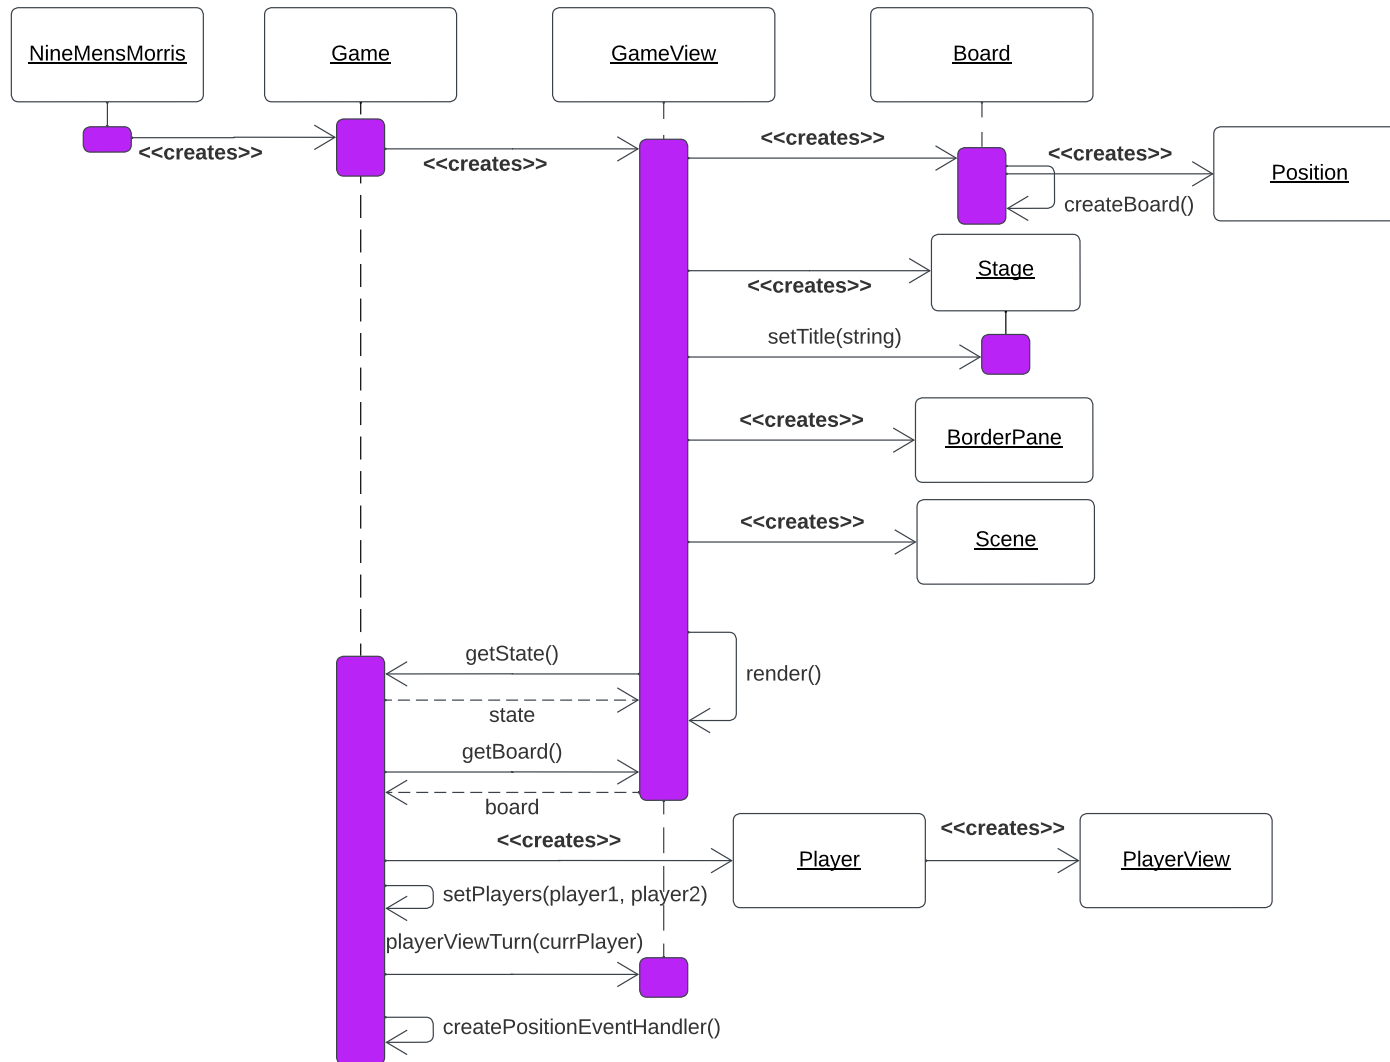 NineMensMorris
Game
GameView
Board
<<creates>>
<<creates>>
<<creates>>
<<creates>>
Position
createBoard()
Stage
<<creates>>
setTitle(string)
<<creates>>
BorderPane
<<creates>>
Scene
getState()
render()
state
getBoard()
board
<<creates>>
<<creates>>
Player
PlayerView
setPlayers(player1, player2)
playerViewTurn(currPlayer)
createPositionEventHandler()